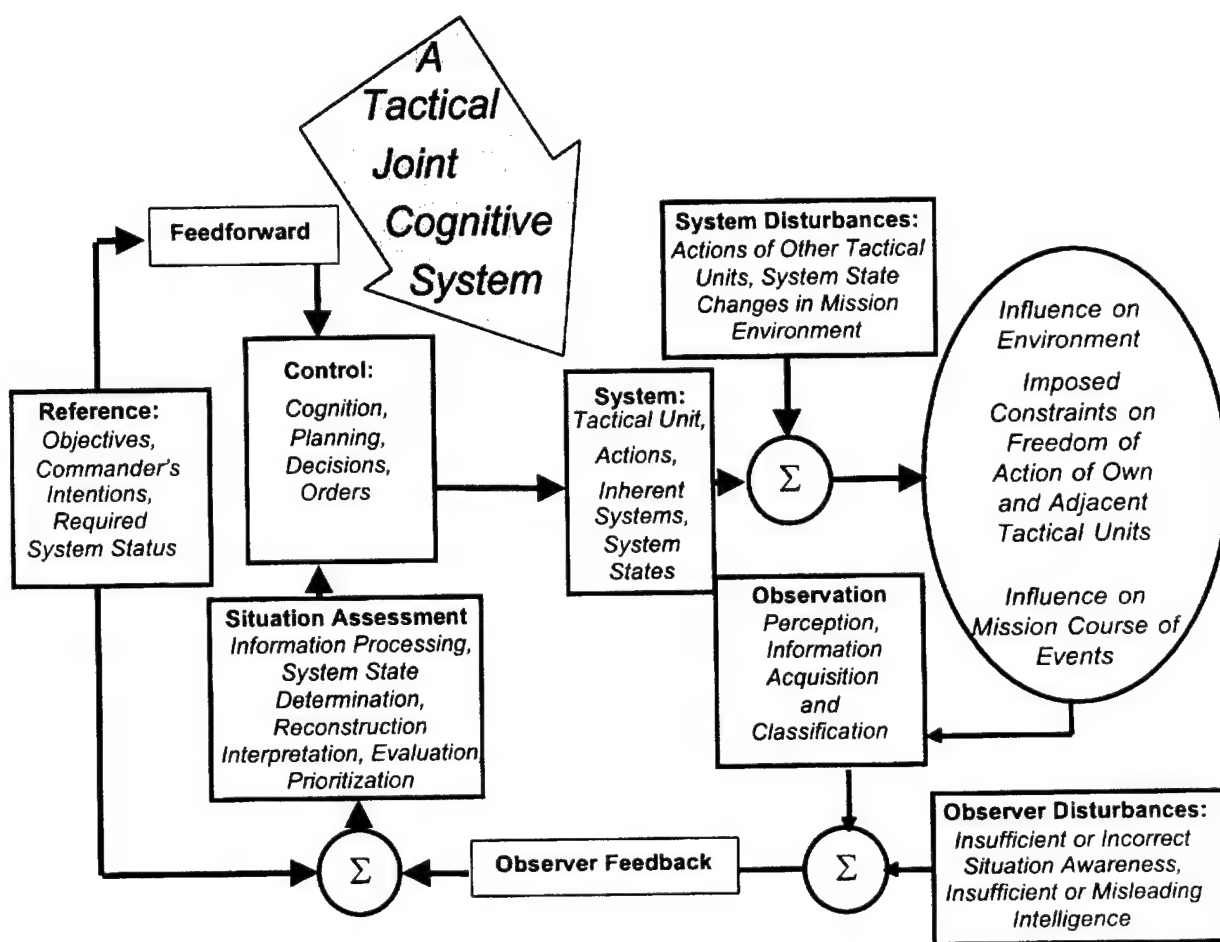 A
Tactical
Joint
Cognitive
System
Feedforward
Reference:
Objectives,
Commander's
Intentions,
Required
System Status
Control:
Cognition,
Planning,
Decisions,
Orders
System:
Tactical Unit,
Actions,
Inherent
Systems,
System
States
System Disturbances:
Actions of Other Tactical
Units, System State
Changes in Mission
Environment
Σ
Influence on
Environment
Imposed
Constraints on
Freedom of
Action of Own
and Adjacent
Tactical Units
Influence on
Mission Course of
Events
Situation Assessment
Information Processing,
System State
Determination,
Reconstruction
Interpretation, Evaluation,
Prioritization
Observation
Perception,
Information
Acquisition
and
Classification
Σ
Observer Feedback
Σ
Observer Disturbances:
Insufficient or Incorrect
Situation Awareness,
Insufficient or Misleading
Intelligence